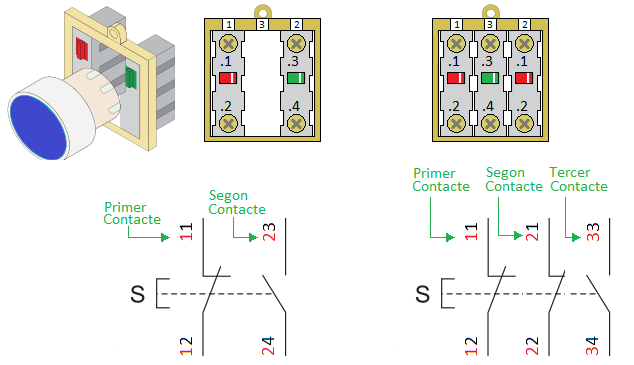 1 3 2
.1 .3
.2 .4
1 3 2
.1 .3 .1
.2 .4 .2
Primer
Contacte
Segon
Contacte
11
23
S
12
24
Primer
Contacte
Segon
Contacte
Tercer
Contacte
11
21
33
S
12
22
34